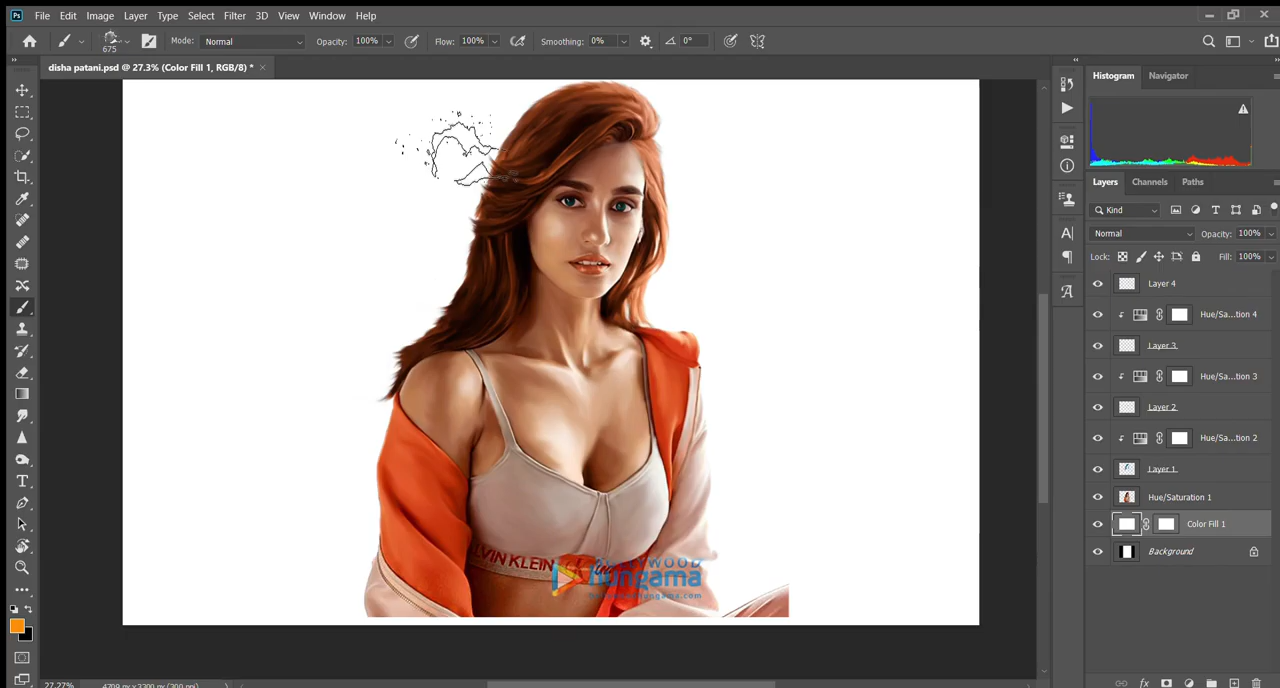 Ps File Edit Image Layer Type Select Filter 3D View Window Help
675 Mode: Normal Opacity: 100% Flow: 100% Smoothing: 0% 0°
disha patani.psd @ 27.3% (Color Fill 1, RGB/8) * ×
Histogram Navigator
Layers Channels Paths
Kind
Normal Opacity: 100%
Lock: Fill: 100%
Layer 4
Hue/Sa...tion 4
Layer 3
Hue/Sa...tion 3
Layer 2
Hue/Sa...tion 2
Layer 1
Hue/Saturation 1
Color Fill 1
Background
LVIN KLEIN
hungama
27.27%
fx